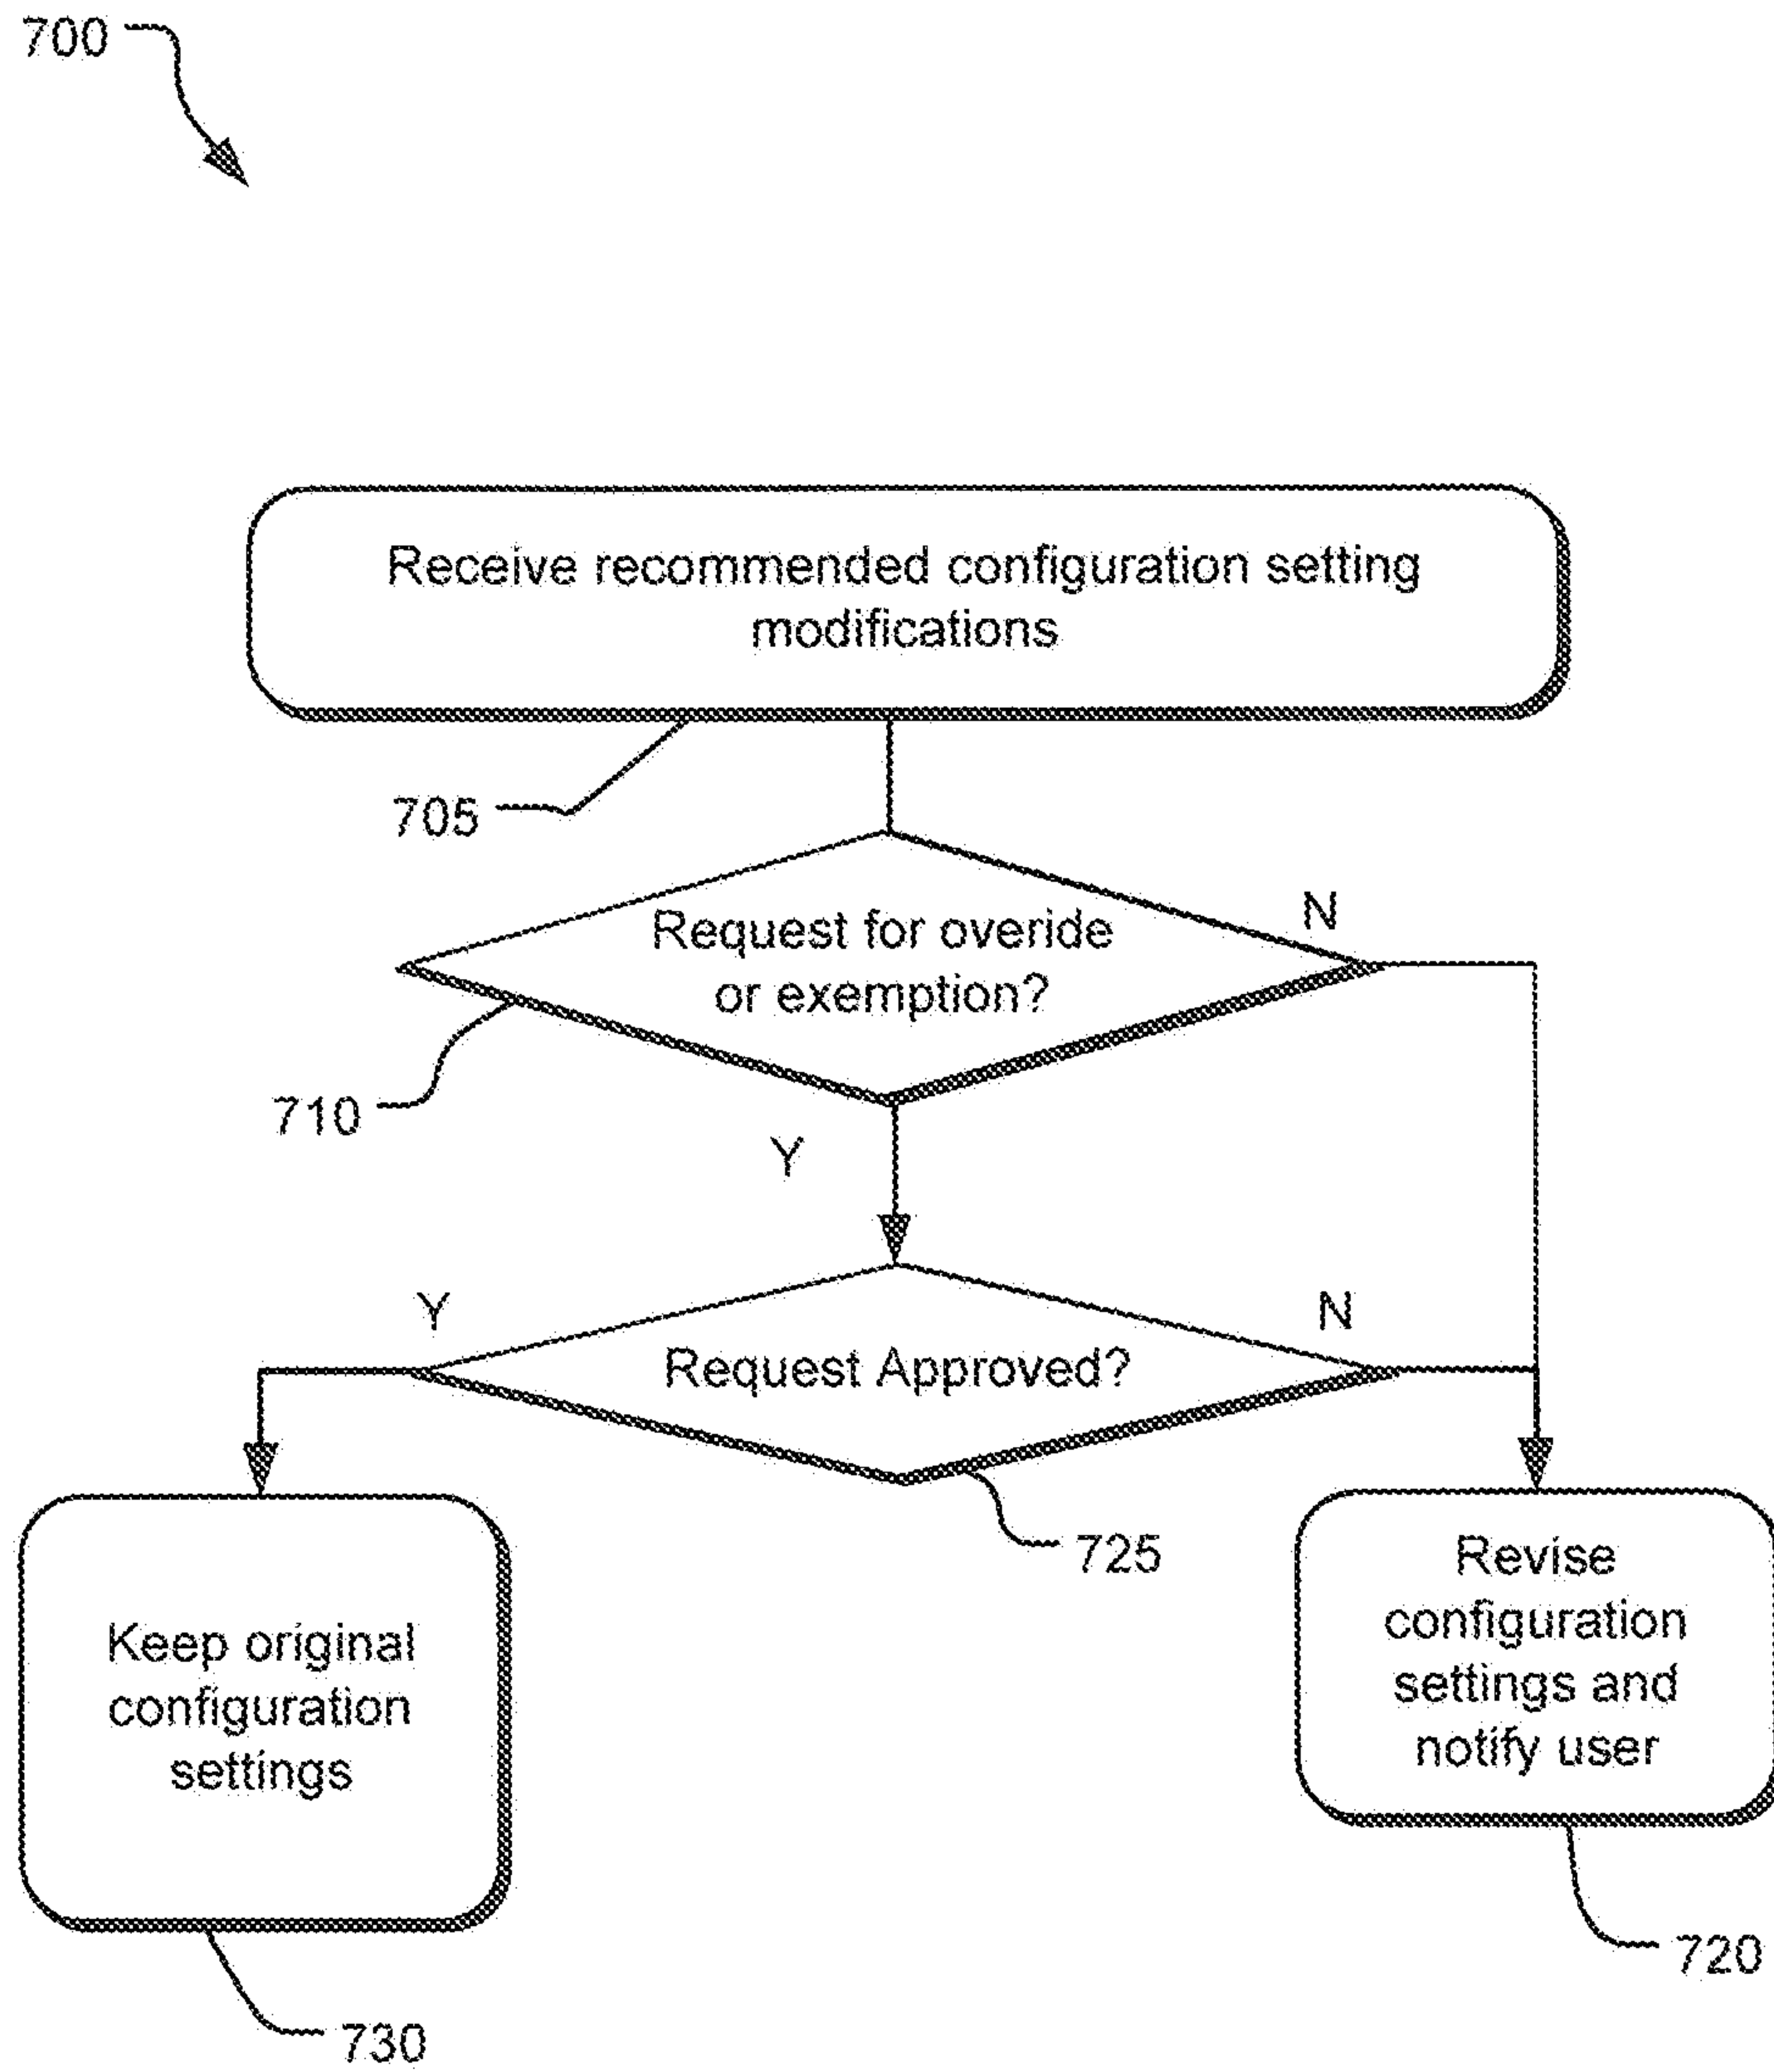 700
Receive recommended configuration setting
modifications
705
Request for overide
or exemption?
N
710
Y
Y
N
Request Approved?
725
Keep original
configuration
settings
Revise
configuration
settings and
notify user
720
730